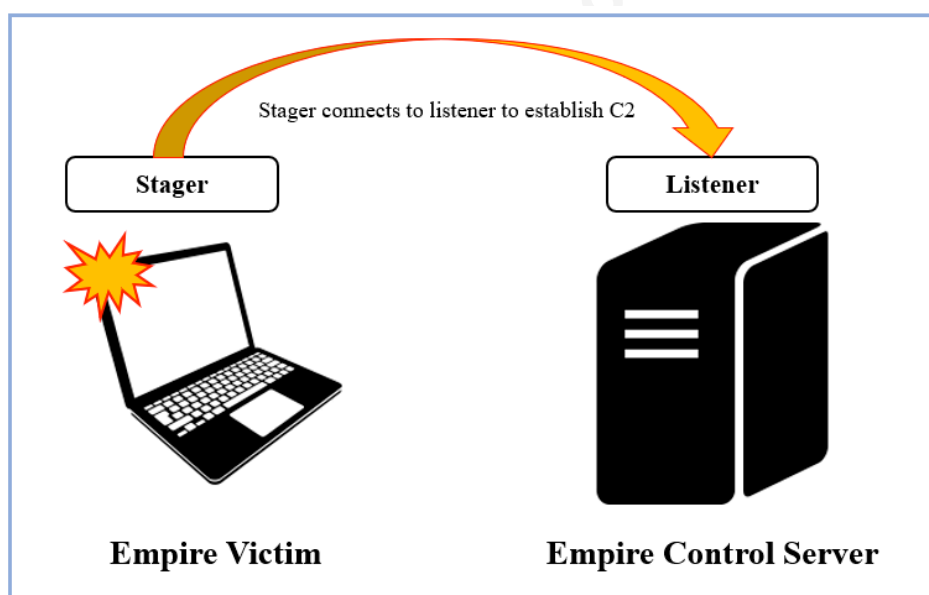 Stager connects to listener to establish C2
Stager
Listener
Empire Victim
Empire Control Server